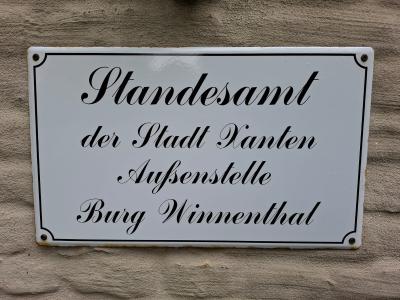 Standesamt
der Stadt Xanten
Außenstelle
Burg Winnenthal